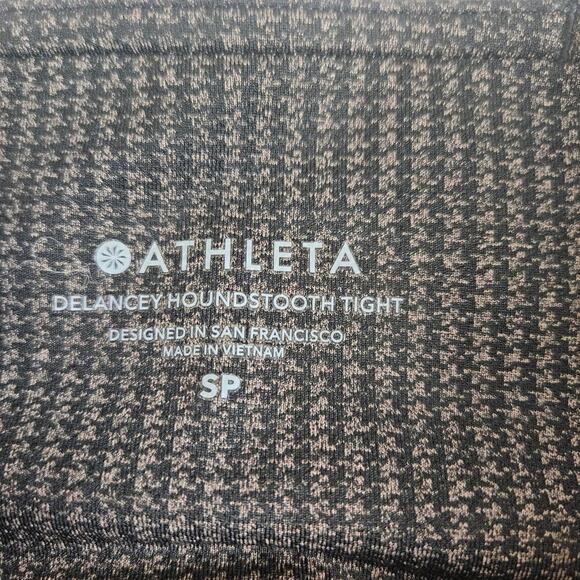 ATHLETA
DELANCEY HOUNDSTOOTH TIGHT
DESIGNED IN SAN FRANCISCO
MADE IN VIETNAM
SP